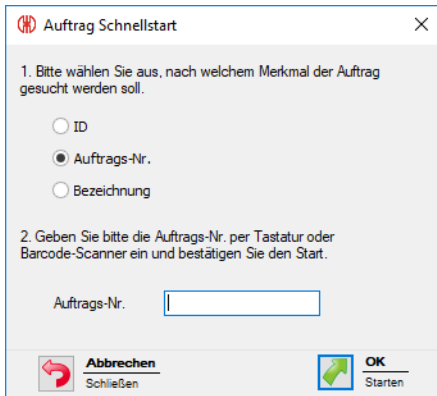 Auftrag Schnellstart
1. Bitte wählen Sie aus, nach welchem Merkmal der Auftrag
gesucht werden soll.
ID
Auftrags-Nr.
Bezeichnung
2. Geben Sie bitte die Auftrags-Nr. per Tastatur oder
Barcode-Scanner ein und bestätigen Sie den Start.
Auftrags-Nr.
Abbrechen
Schließen
OK
Starten